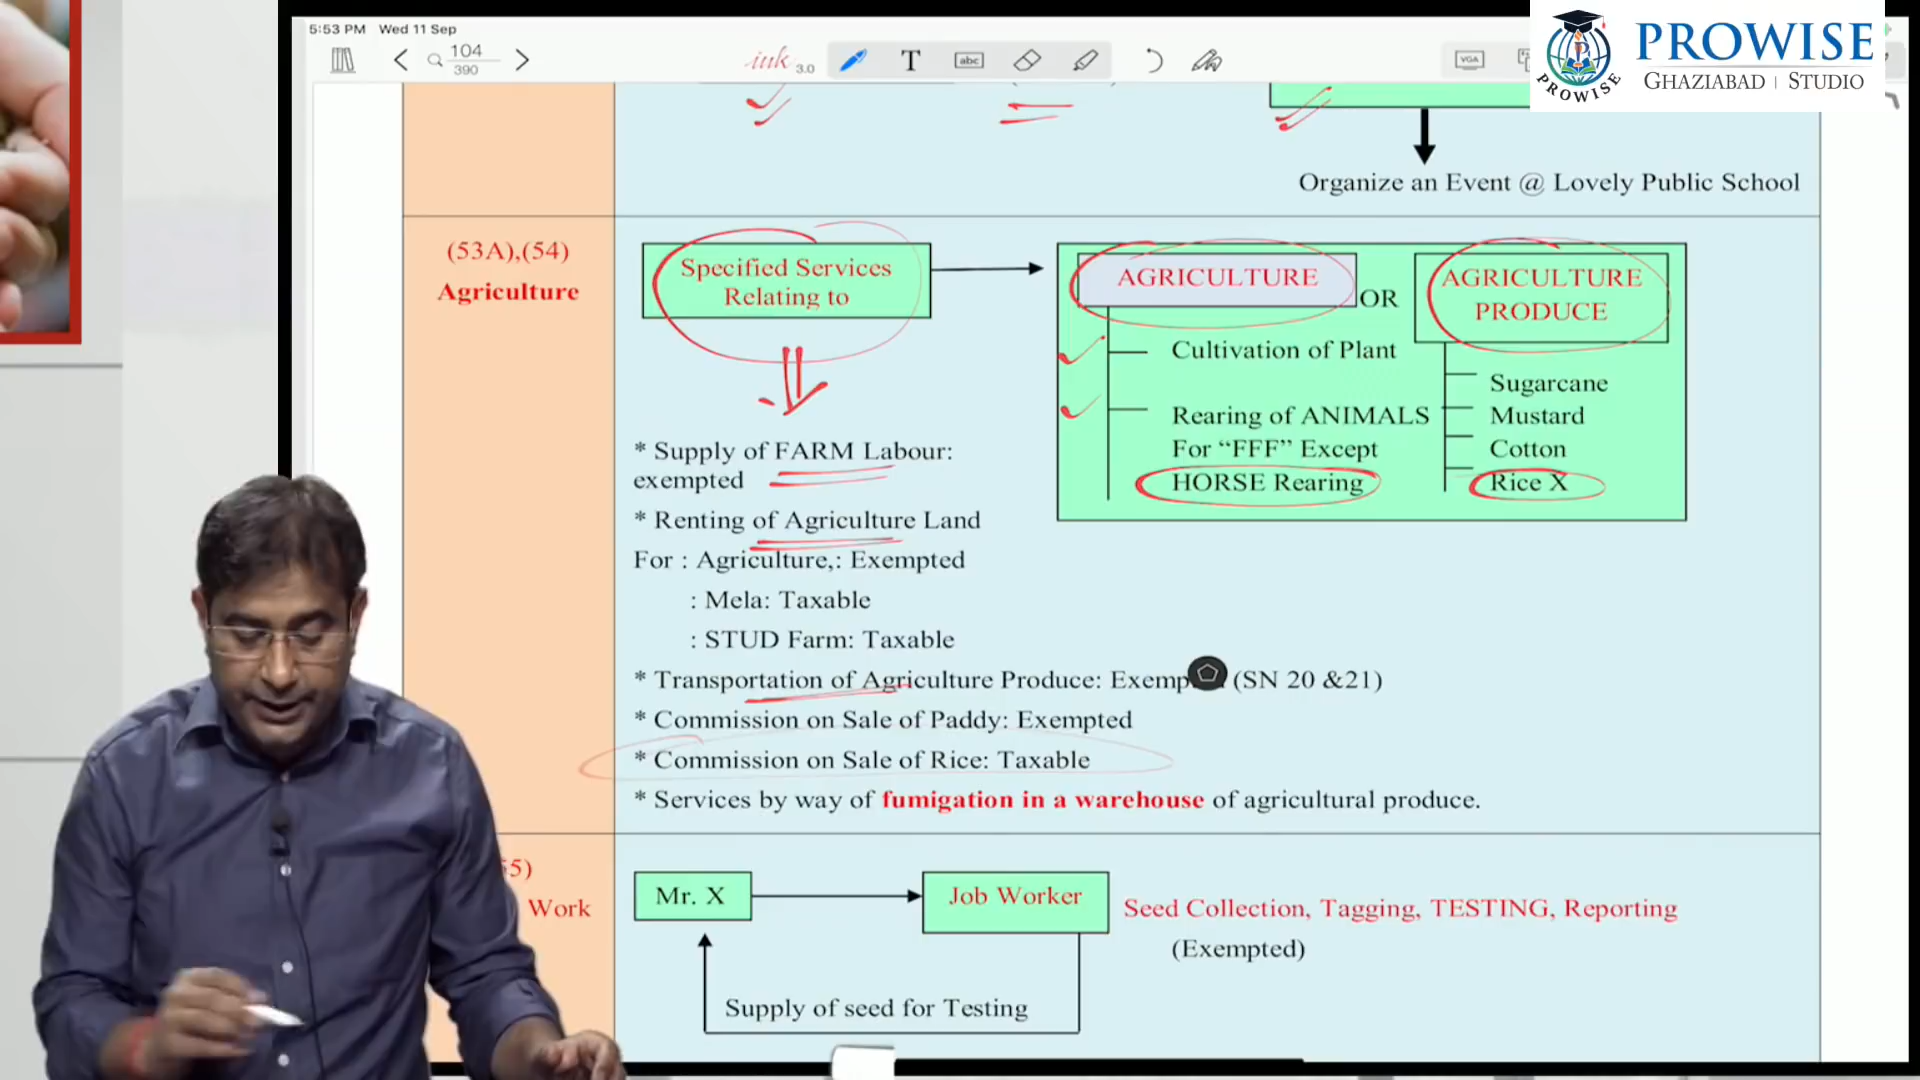 5:53 PM Wed 11 Sep
104
390
ink 3.0
T
abc
VGA
PROWISE
PROWISE
GHAZIABAD | STUDIO
Organize an Event @ Lovely Public School
(53A),(54)
Agriculture
Specified Services
Relating to
AGRICULTURE
OR
AGRICULTURE
PRODUCE
Cultivation of Plant
Rearing of ANIMALS
For “FFF” Except
HORSE Rearing
Sugarcane
Mustard
Cotton
Rice X
* Supply of FARM Labour:
exempted
* Renting of Agriculture Land
For : Agriculture,: Exempted
: Mela: Taxable
: STUD Farm: Taxable
* Transportation of Agriculture Produce: (SN 20 &21)
* Commission on Sale of Paddy: Exempted
* Commission on Sale of Rice: Taxable
* Services by way of fumigation in a warehouse of agricultural produce.
5)
Work
Mr. X
Job Worker
Seed Collection, Tagging, TESTING, Reporting
(Exempted)
Supply of seed for Testing